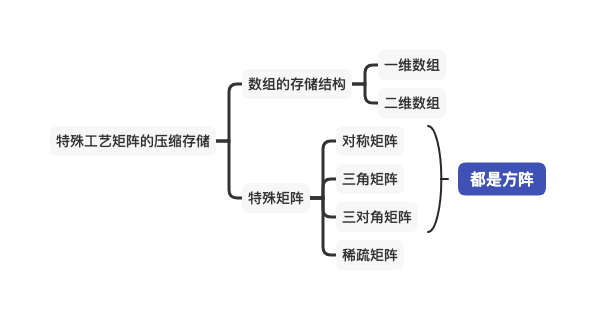 一维数组
数组的存储结构
二维数组
特殊工艺矩阵的压缩存储
对称矩阵
三角矩阵
都是方阵
特殊矩阵
三对角矩阵
稀疏矩阵